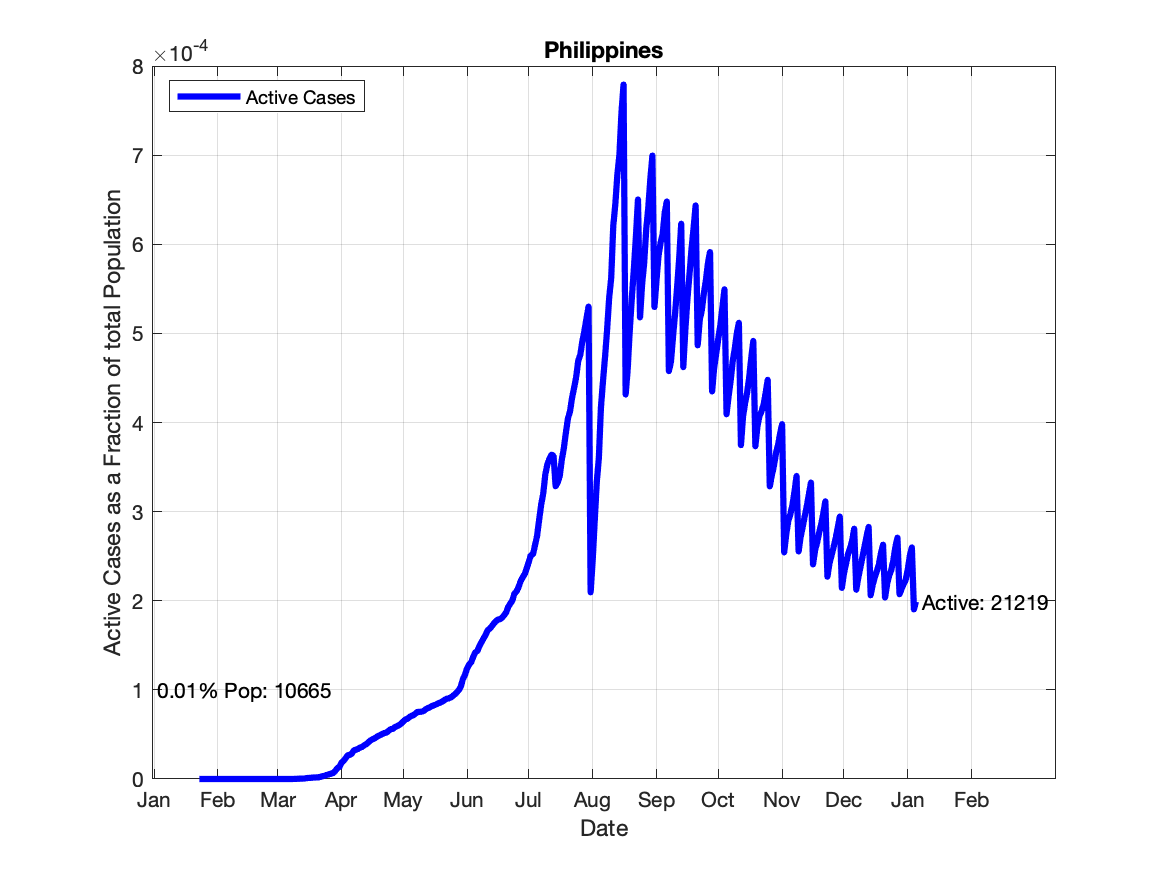 Philippines
×10-4
Active Cases
8
7
6
5
4
3
2
1
0
Active Cases as a Fraction of total Population
0.01% Pop: 10665
Active: 21219
Jan Feb Mar Apr May Jun Jul Aug Sep Oct Nov Dec Jan Feb
Date